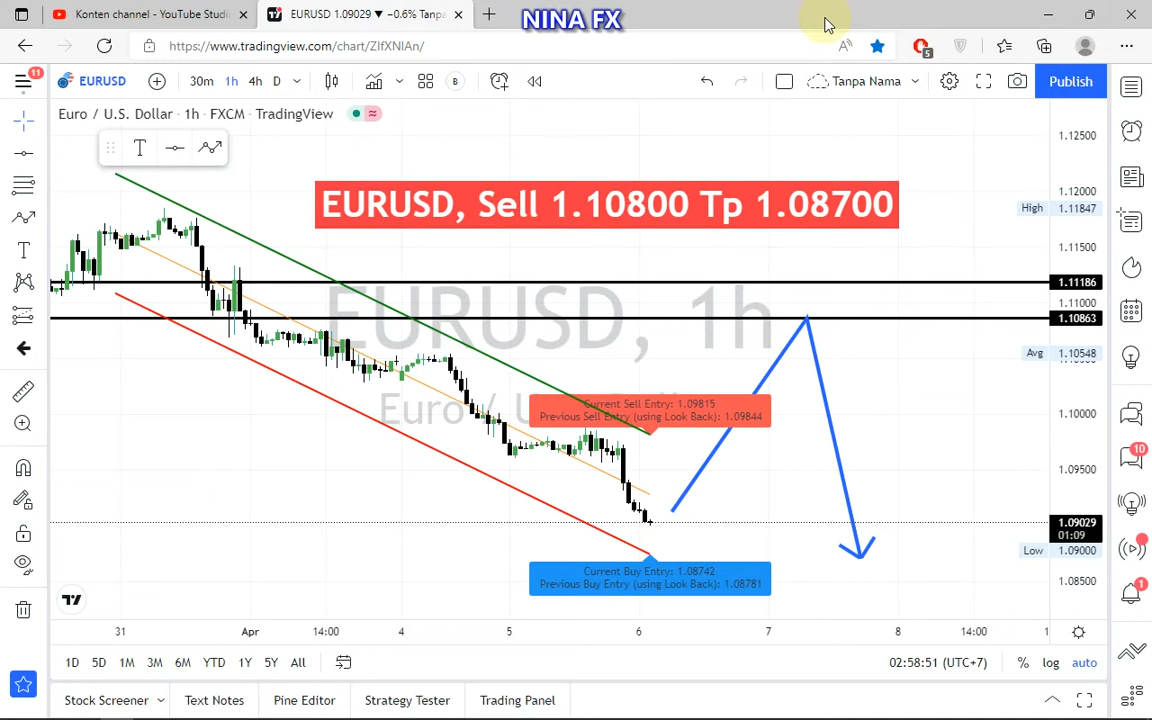 Konten channel - YouTube Studi
EURUSD 1.09029 ▼ −0.6% Tanpa
NINA FX
https://www.tradingview.com/chart/ZIfXNIAn/
A
5
11
EURUSD
30m
1h
4h
D
B
Tanpa Nama
Publish
Euro / U.S. Dollar · 1h · FXCM · TradingView
T
EURUSD, Sell 1.10800 Tp 1.08700
EURUSD, 1h
1.12500
1.12000
High 1.11847
1.11500
1.11186
1.11000
1.10863
Avg 1.10548
1.10000
1.09500
1.09029
01:09
Low 1.09000
1.08500
Current Sell Entry: 1.09815
Previous Sell Entry (using Look Back): 1.09844
Current Buy Entry: 1.08742
Previous Buy Entry (using Look Back): 1.08781
T
10
1
31
Apr
14:00
4
5
6
7
8
14:00
1
1D
5D
1M
3M
6M
YTD
1Y
5Y
All
02:58:51 (UTC+7)
%
log
auto
Stock Screener
Text Notes
Pine Editor
Strategy Tester
Trading Panel